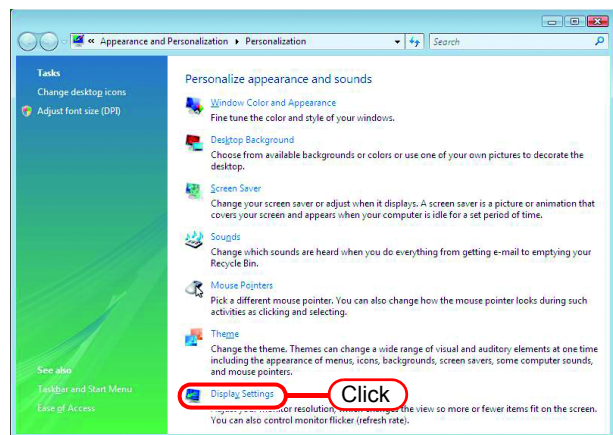 « Appearance and Personalization ▸ Personalization
Search
Tasks
Change desktop icons
Adjust font size (DPI)
See also
Taskbar and Start Menu
Ease of Access
Personalize appearance and sounds
Window Color and Appearance
Fine tune the color and style of your windows.
Desktop Background
Choose from available backgrounds or colors or use one of your own pictures to decorate the
desktop.
Screen Saver
Change your screen saver or adjust when it displays. A screen saver is a picture or animation that
covers your screen and appears when your computer is idle for a set period of time.
Sounds
Change which sounds are heard when you do everything from getting e-mail to emptying your
Recycle Bin.
Mouse Pointers
Pick a different mouse pointer. You can also change how the mouse pointer looks during such
activities as clicking and selecting.
Theme
Change the theme. Themes can change a wide range of visual and auditory elements at one time
including the appearance of menus, icons, backgrounds, screen savers, some computer sounds,
and mouse pointers.
Display Settings
Click
Adjust your monitor resolution, which changes the view so more or fewer items fit on the screen.
You can also control monitor flicker (refresh rate).